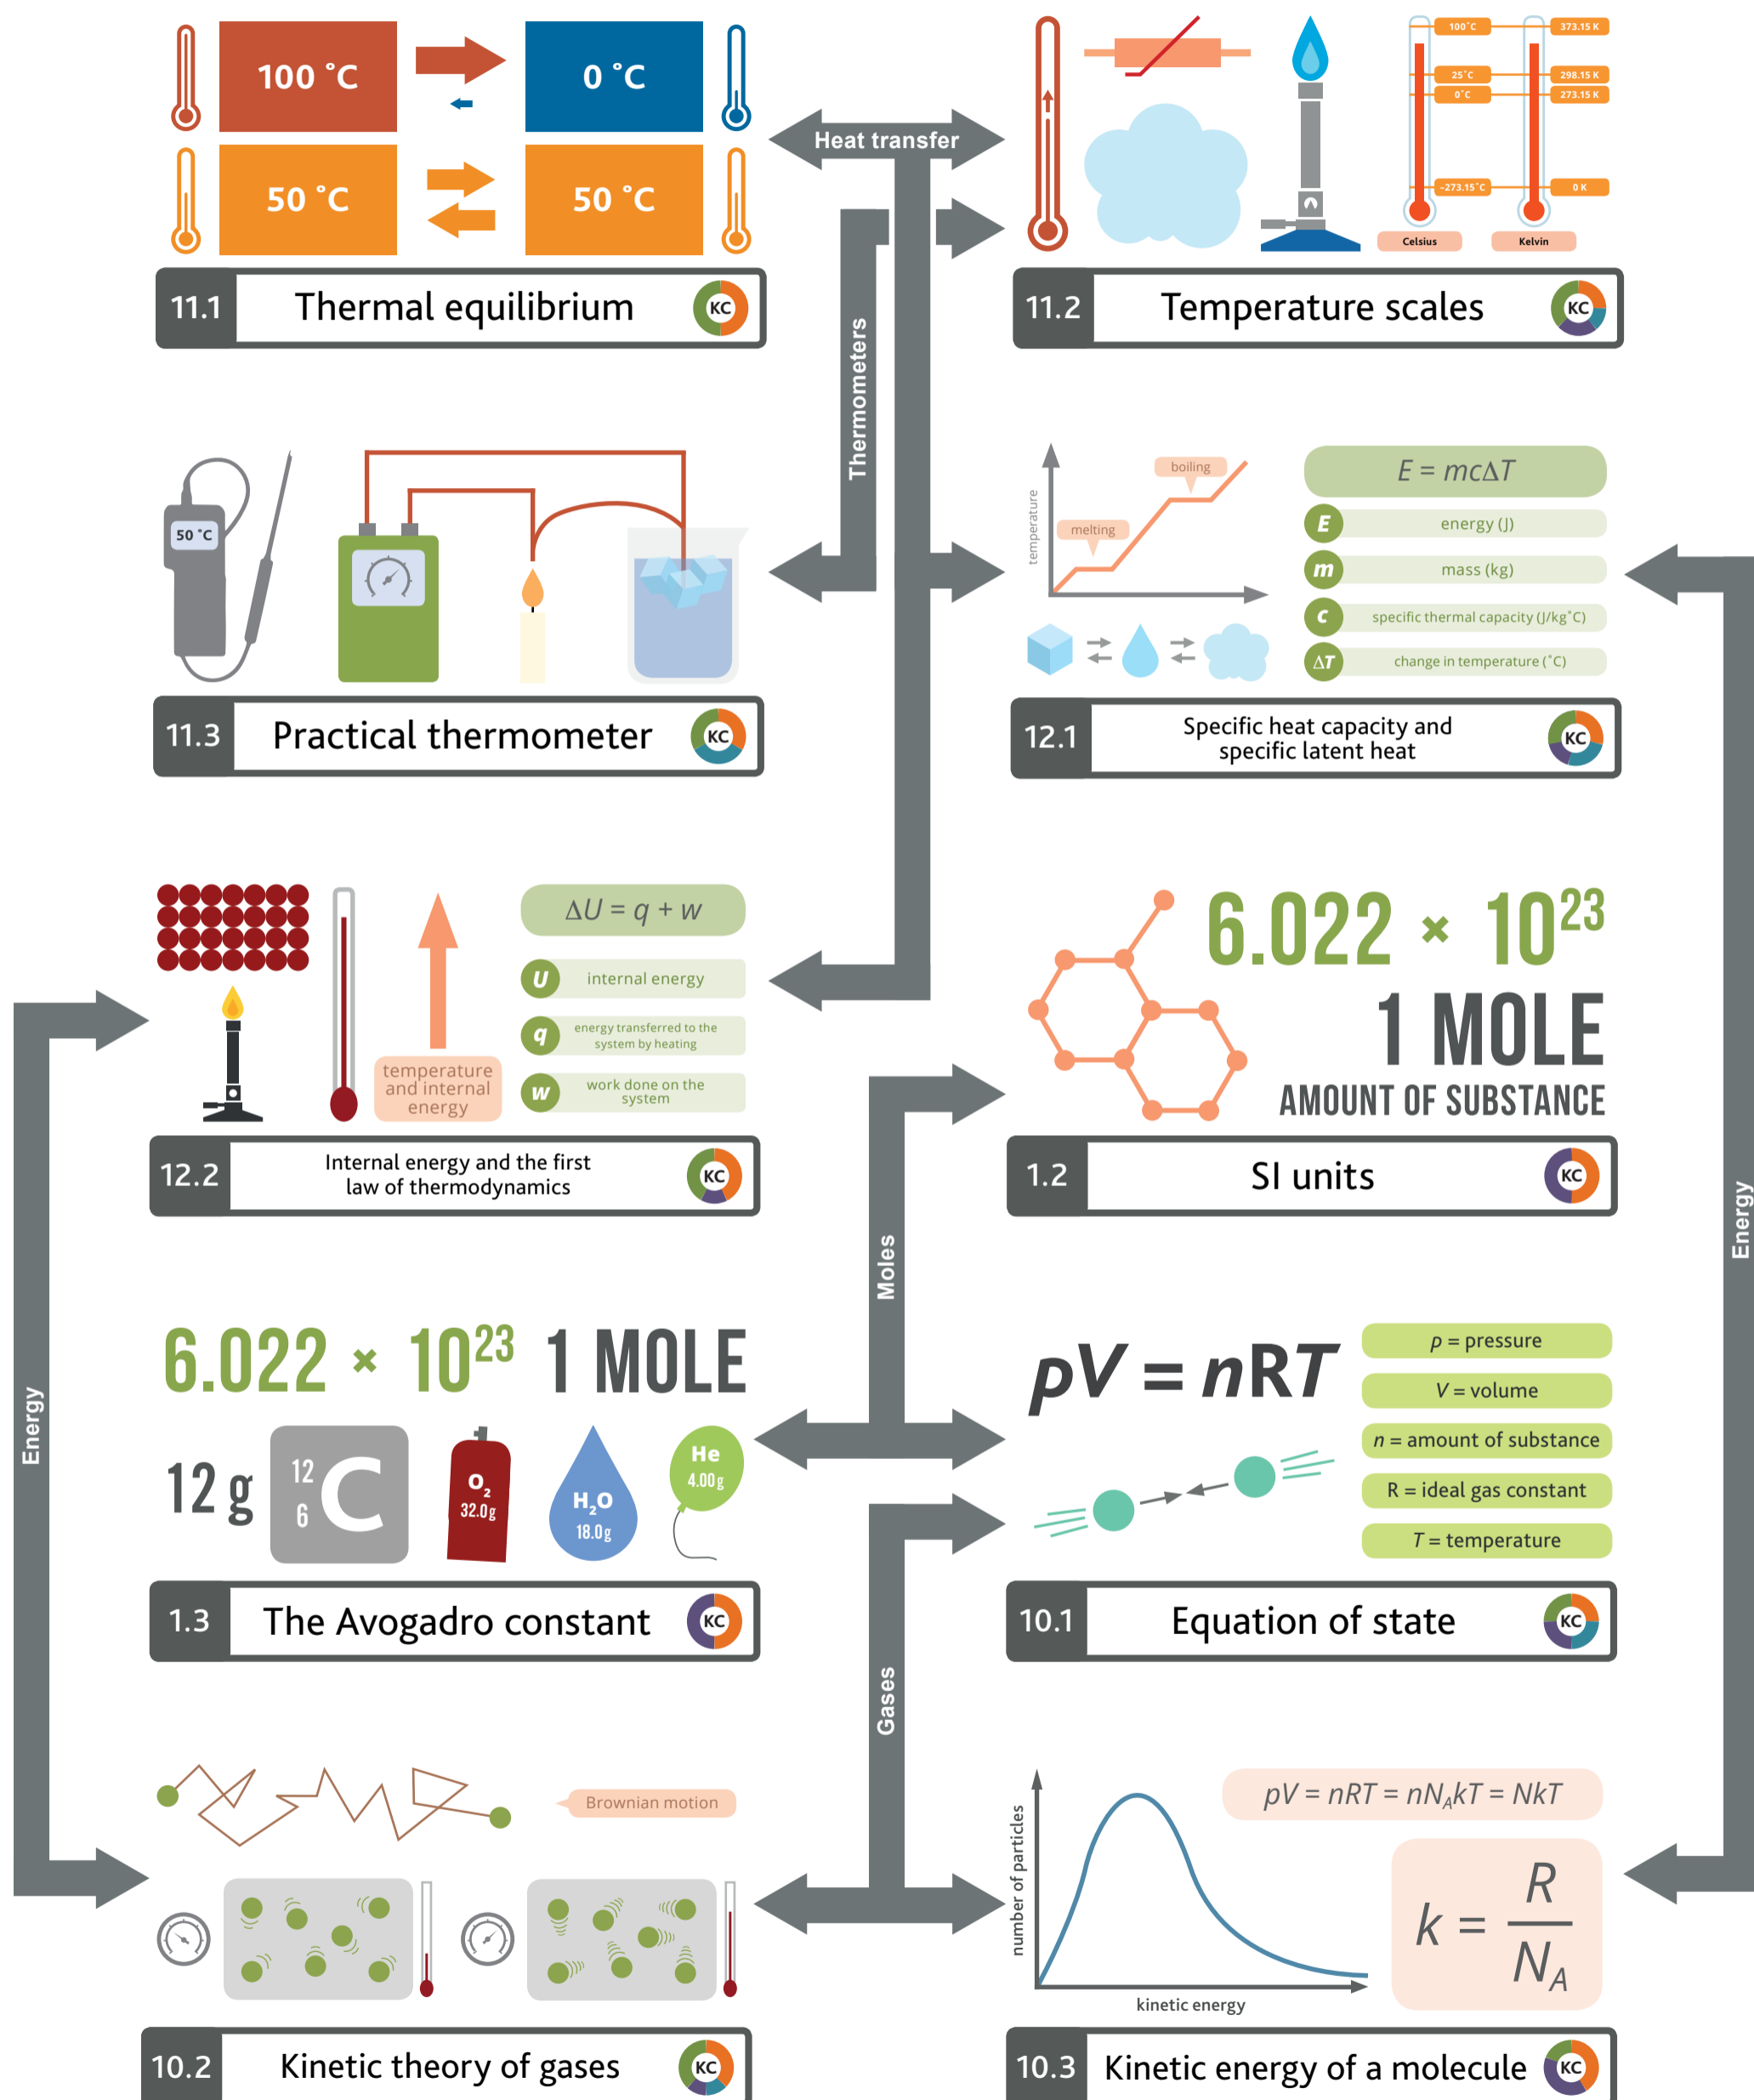 100 ˚C
0 ˚C
50 ˚C
50 ˚C
11.1
Thermal equilibrium
KC
Heat transfer
100˚C
373.15 K
25˚C
298.15 K
0˚C
273.15 K
–273.15˚C
0 K
Celsius
Kelvin
11.2
Temperature scales
KC
Thermometers
50 ˚C
11.3
Practical thermometer
KC
temperature
melting
boiling
E = mcΔT
E
energy (J)
m
mass (kg)
c
specific thermal capacity (J/kg˚C)
ΔT
change in temperature (˚C)
12.1
Specific heat capacity and
specific latent heat
KC
temperature
and internal
energy
ΔU = q + w
U
internal energy
q
energy transferred to the
system by heating
w
work done on the
system
12.2
Internal energy and the first
law of thermodynamics
KC
6.022 × 10²³
1 MOLE
AMOUNT OF SUBSTANCE
1.2
SI units
KC
Moles
Energy
Energy
6.022 × 10²³ 1 MOLE
12 g
12
6
C
O₂
32.0g
H₂O
18.0g
He
4.00g
1.3
The Avogadro constant
KC
pV = nRT
p = pressure
V = volume
n = amount of substance
R = ideal gas constant
T = temperature
10.1
Equation of state
KC
Gases
Brownian motion
10.2
Kinetic theory of gases
KC
number of particles
kinetic energy
pV = nRT = nN_AkT = NkT
k = R/N_A
10.3
Kinetic energy of a molecule
KC